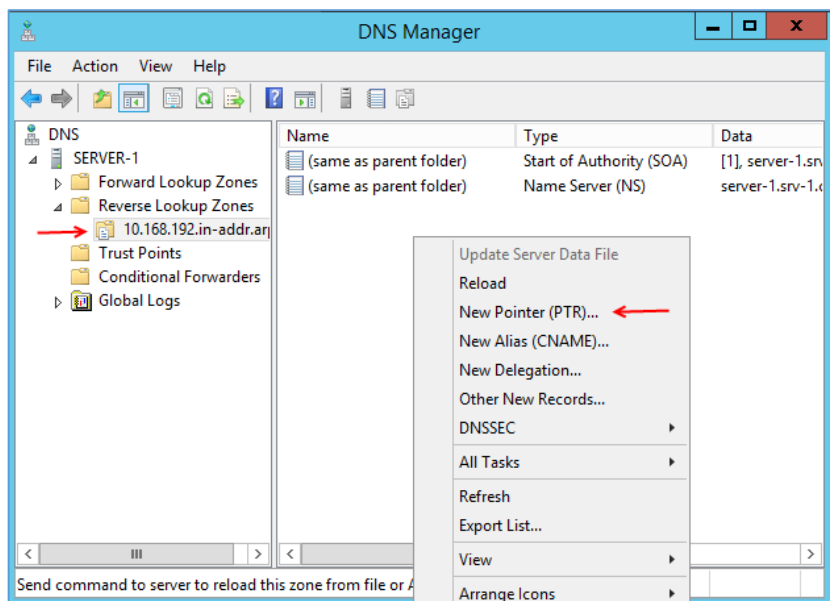 DNS Manager
File Action View Help
DNS
SERVER-1
Forward Lookup Zones
Reverse Lookup Zones
10.168.192.in-addr.arp
Trust Points
Conditional Forwarders
Global Logs
Name Type Data
(same as parent folder) Start of Authority (SOA) [1], server-1.srv
(same as parent folder) Name Server (NS) server-1.srv-1.c
Update Server Data File
Reload
New Pointer (PTR)...
New Alias (CNAME)...
New Delegation...
Other New Records...
DNSSEC
All Tasks
Refresh
Export List...
View
Arrange Icons
Send command to server to reload this zone from file or A